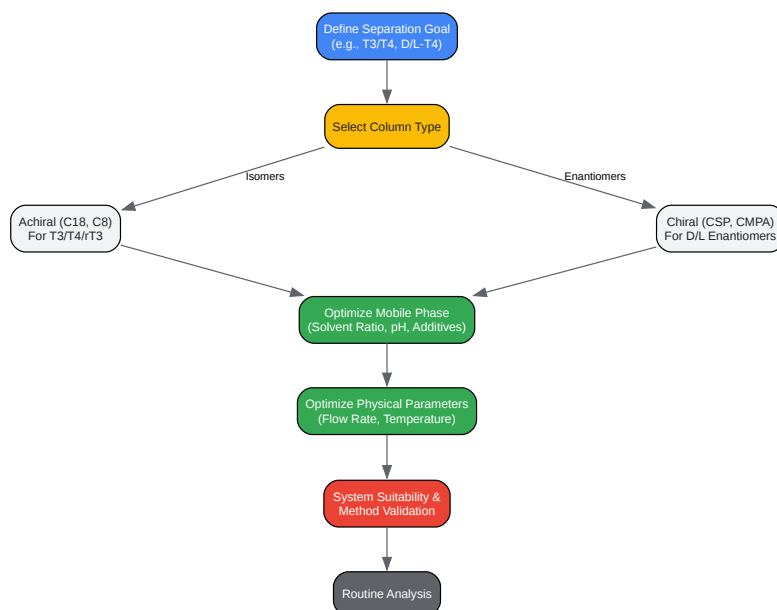 Define Separation Goal
(e.g., T3/T4, D/L-T4)
Select Column Type
Isomers
Enantiomers
Achiral (C18, C8)
For T3/T4/rT3
Chiral (CSP, CMPA)
For D/L Enantiomers
Optimize Mobile Phase
(Solvent Ratio, pH, Additives)
Optimize Physical Parameters
(Flow Rate, Temperature)
System Suitability &
Method Validation
Routine Analysis